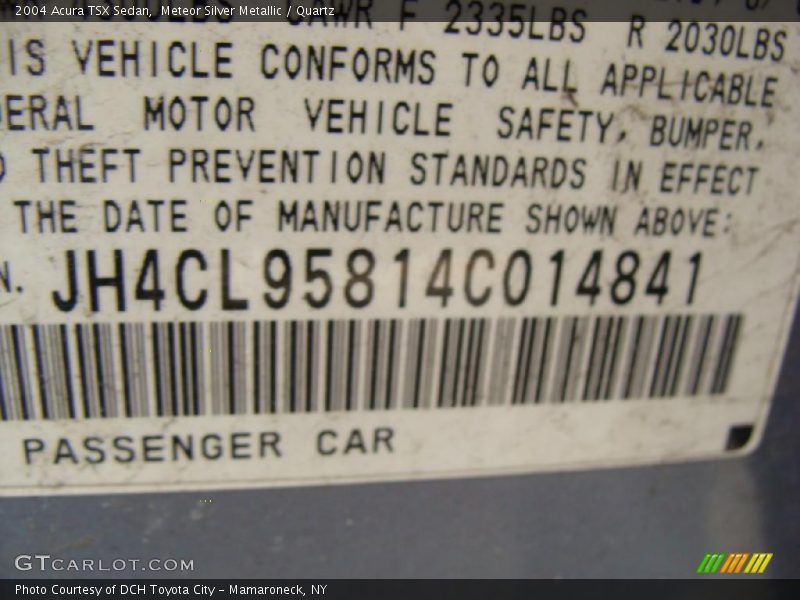 2004 Acura TSX Sedan, Meteor Silver Metallic / Quartz
GAWR F 2335LBS R 2030LBS
IS VEHICLE CONFORMS TO ALL APPLICABLE
ERAL MOTOR VEHICLE SAFETY, BUMPER,
THEFT PREVENTION STANDARDS IN EFFECT
THE DATE OF MANUFACTURE SHOWN ABOVE:
N. JH4CL95814C014841
PASSENGER CAR
GTCARLOT.COM
Photo Courtesy of DCH Toyota City – Mamaroneck, NY